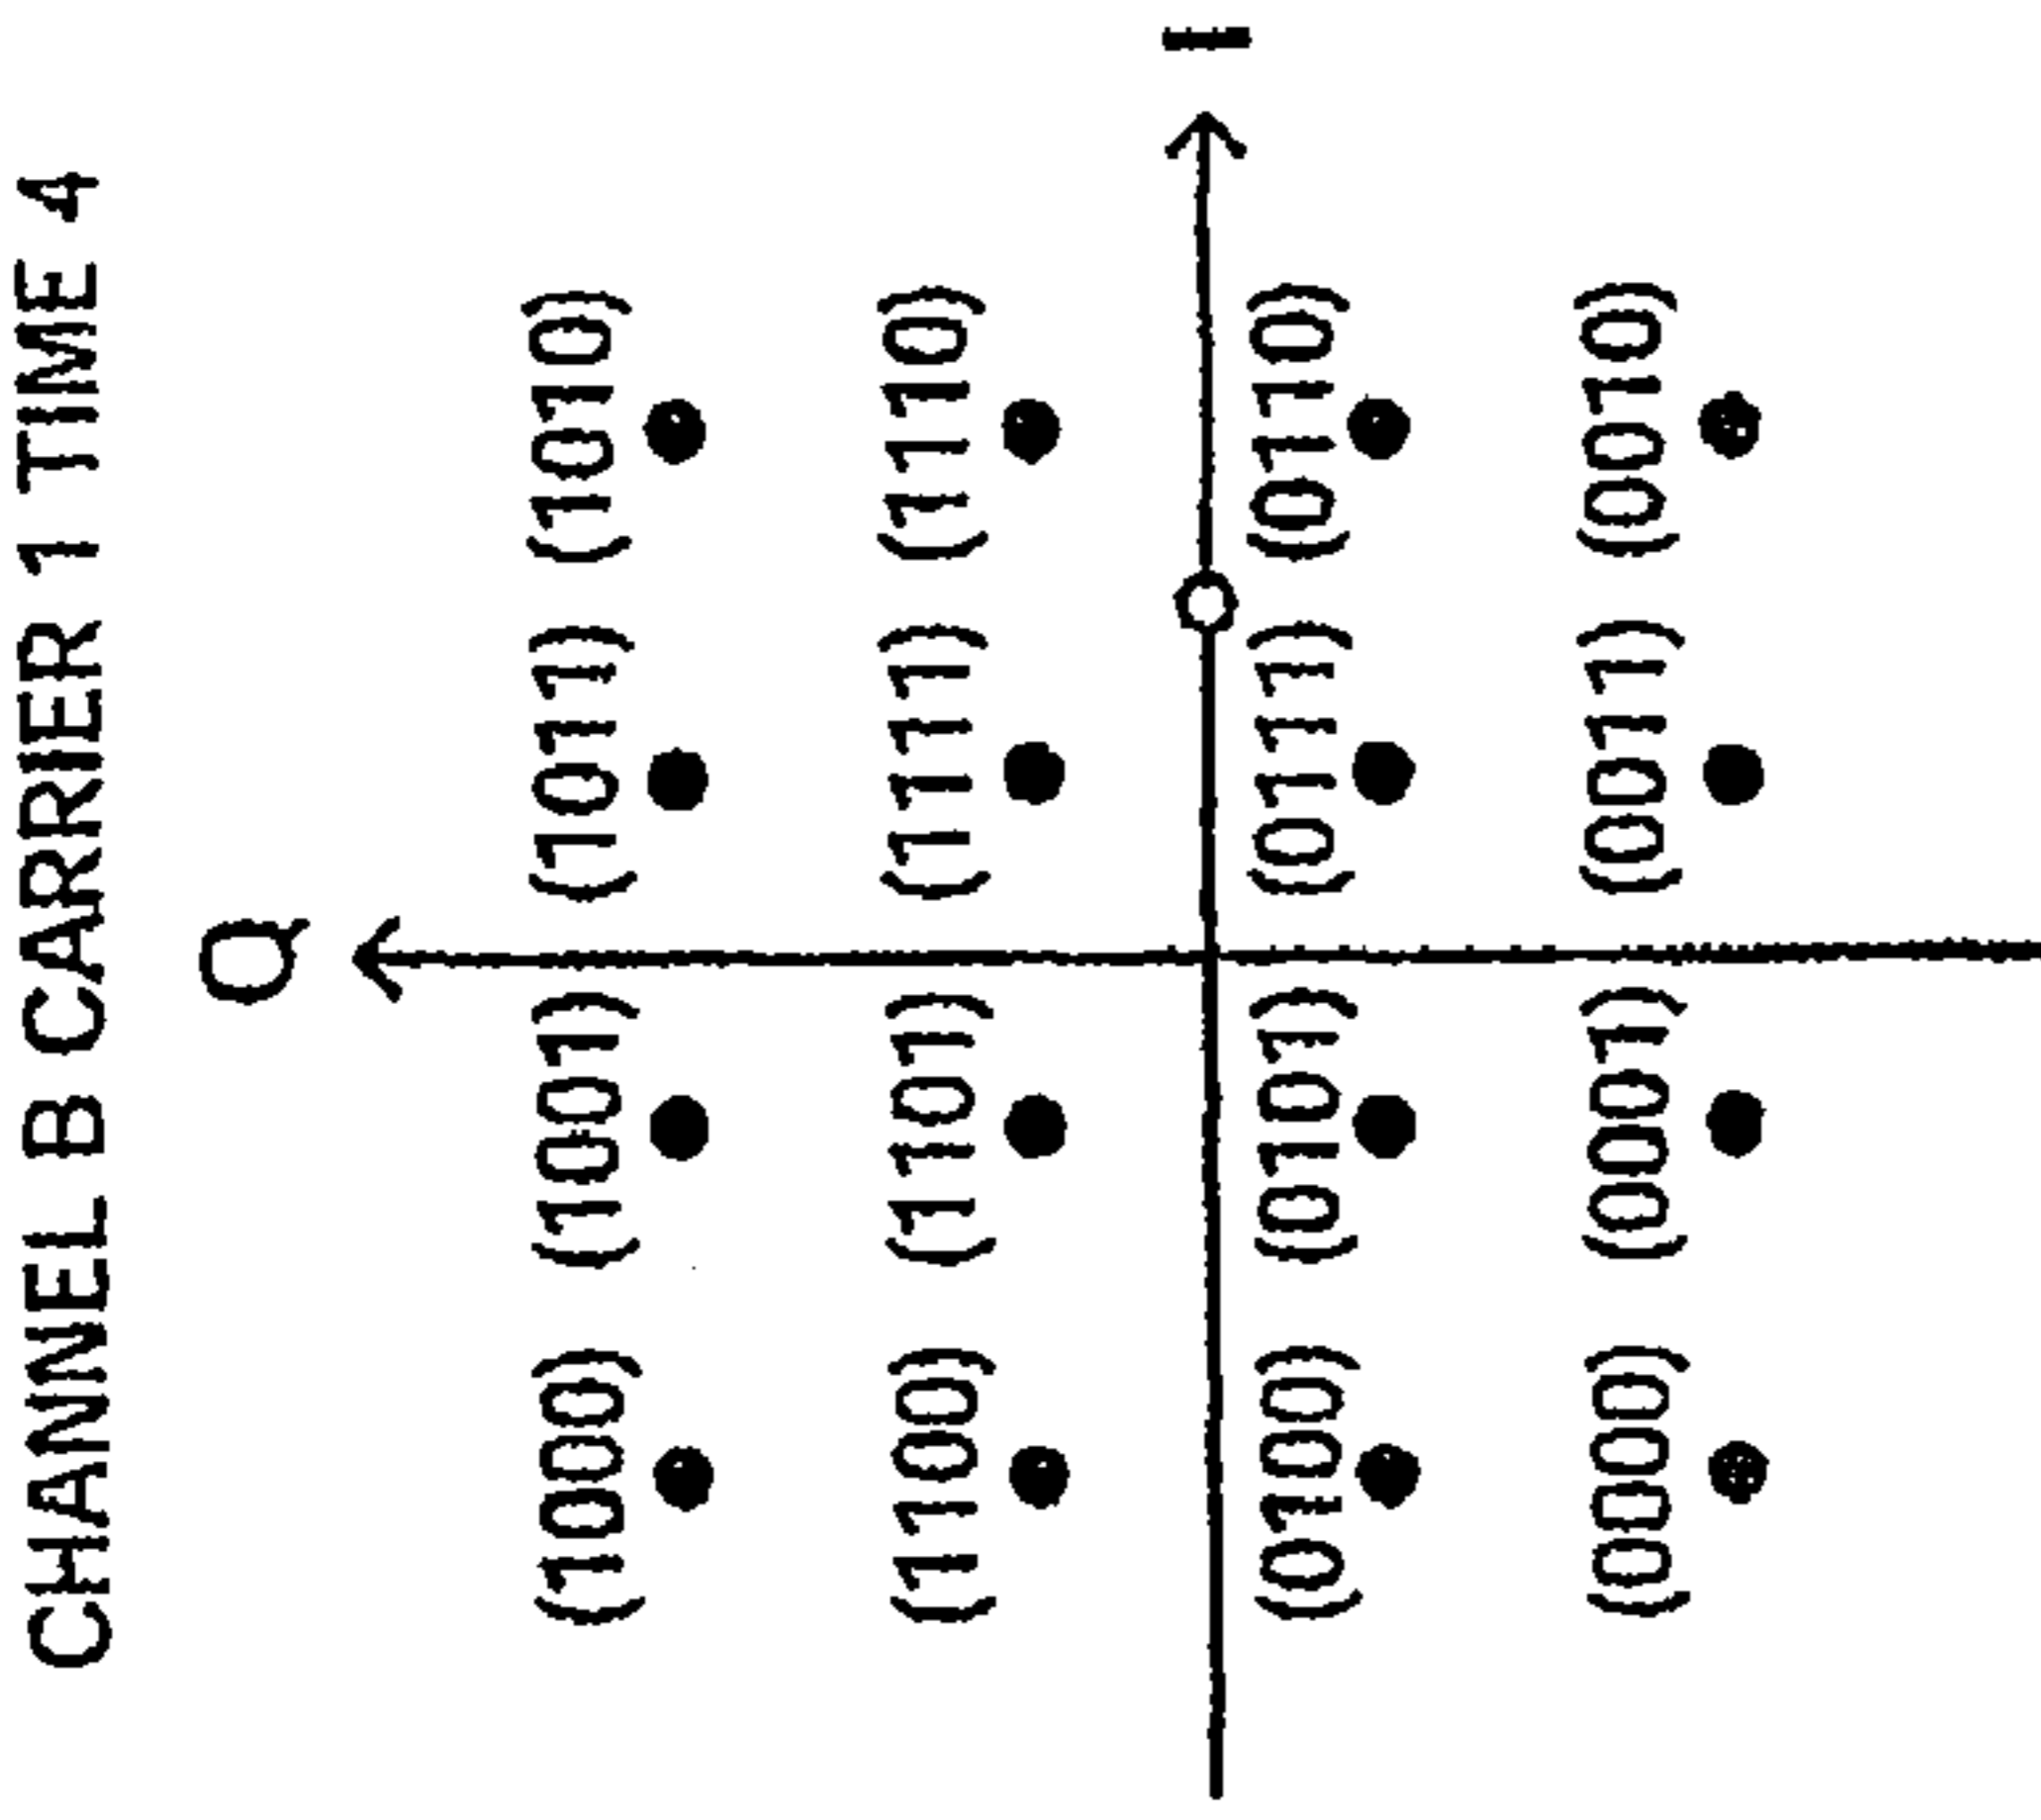 CHANNEL B CARRIER 1 TIME 4
Q
(1000) (1001) (1011) (1010)
(1100) (1101) (1111) (1110)
I
(0100) (0101) (0111) (0110)
(0000) (0001) (0011) (0010)